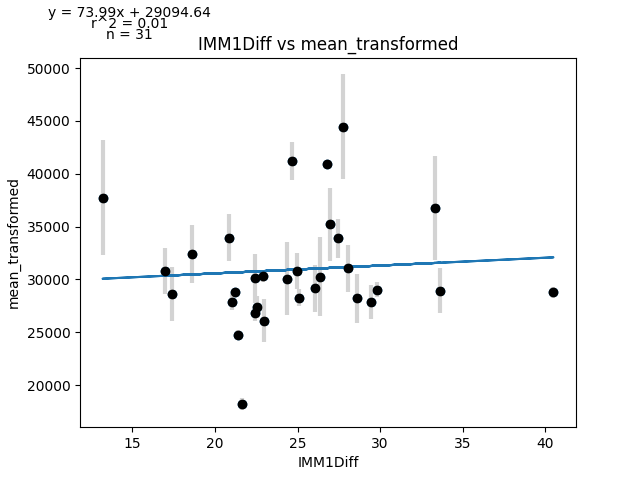 y = 73.99x + 29094.64
r^2 = 0.01
n = 31
IMM1Diff vs mean_transformed
50000
45000
40000
35000
30000
25000
20000
mean_transformed
15 20 25 30 35 40
IMM1Diff